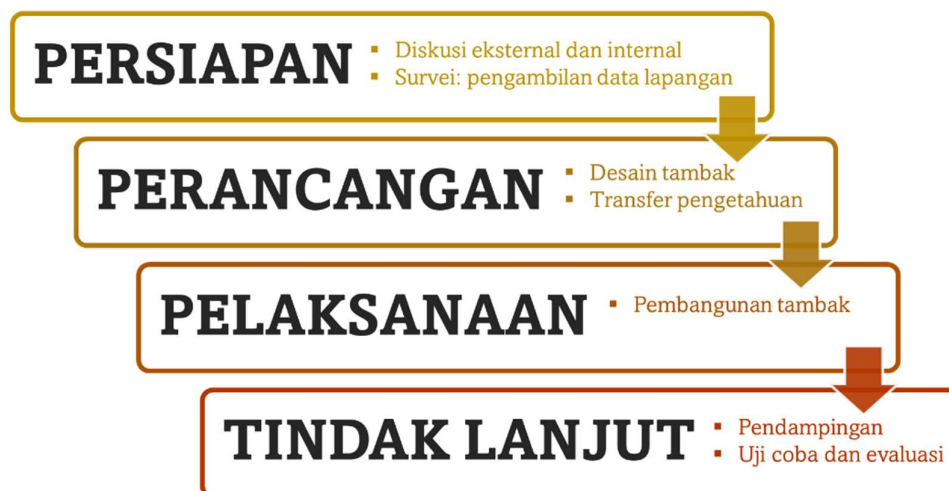 PERSIAPAN
▪ Diskusi eksternal dan internal
▪ Survei: pengambilan data lapangan
PERANCANGAN
▪ Desain tambak
▪ Transfer pengetahuan
PELAKSANAAN
▪ Pembangunan tambak
TINDAK LANJUT
▪ Pendampingan
▪ Uji coba dan evaluasi